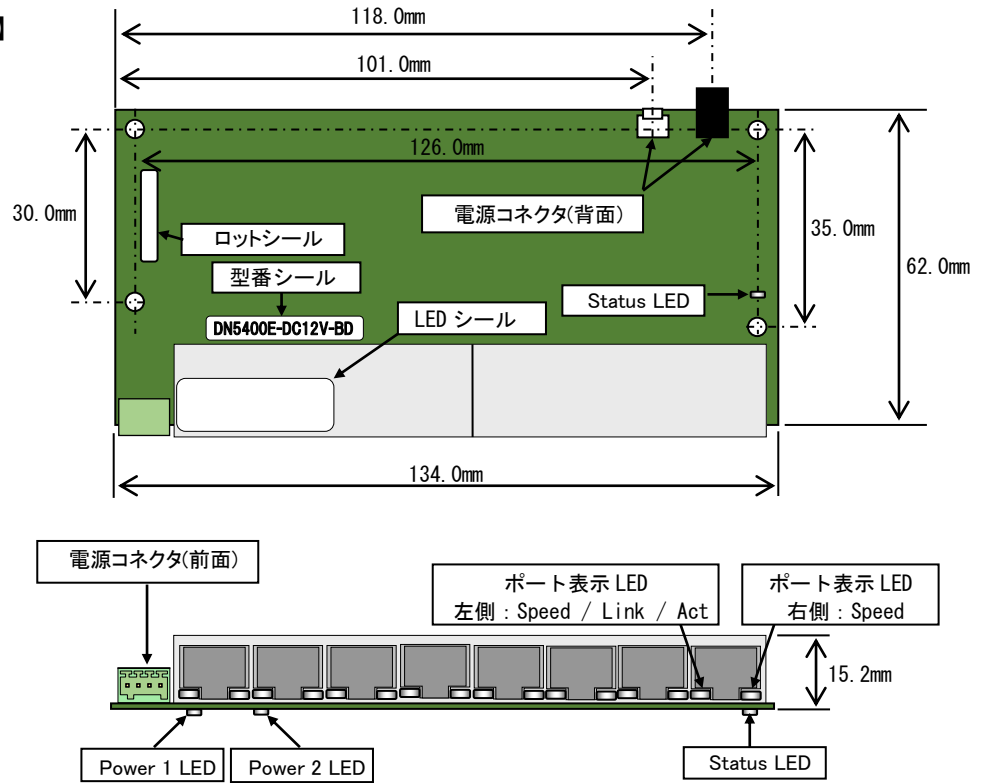 】
118.0mm
101.0mm
126.0mm
30.0mm
電源コネクタ(背面)
35.0mm
ロットシール
62.0mm
型番シール
Status LED
LED シール
DN5400E-DC12V-BD
134.0mm
電源コネクタ(前面)
ポート表示 LED
左側：Speed / Link / Act
ポート表示 LED
右側：Speed
15.2mm
Power 1 LED
Power 2 LED
Status LED